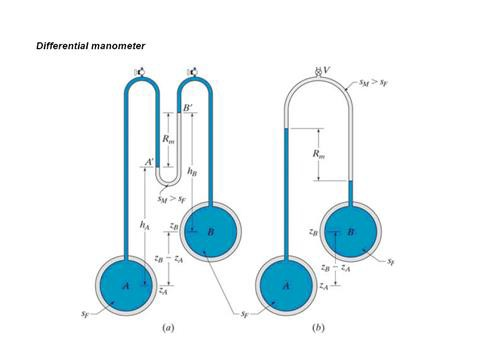 Differential manometer
V
sM > sF
B'
Rm
A'
hB
Rm
sM > sF
hA
zB
B
zB
B
zB − zA
zB − zA
sF
A
zA
A
zA
sF
sF
(a)
(b)